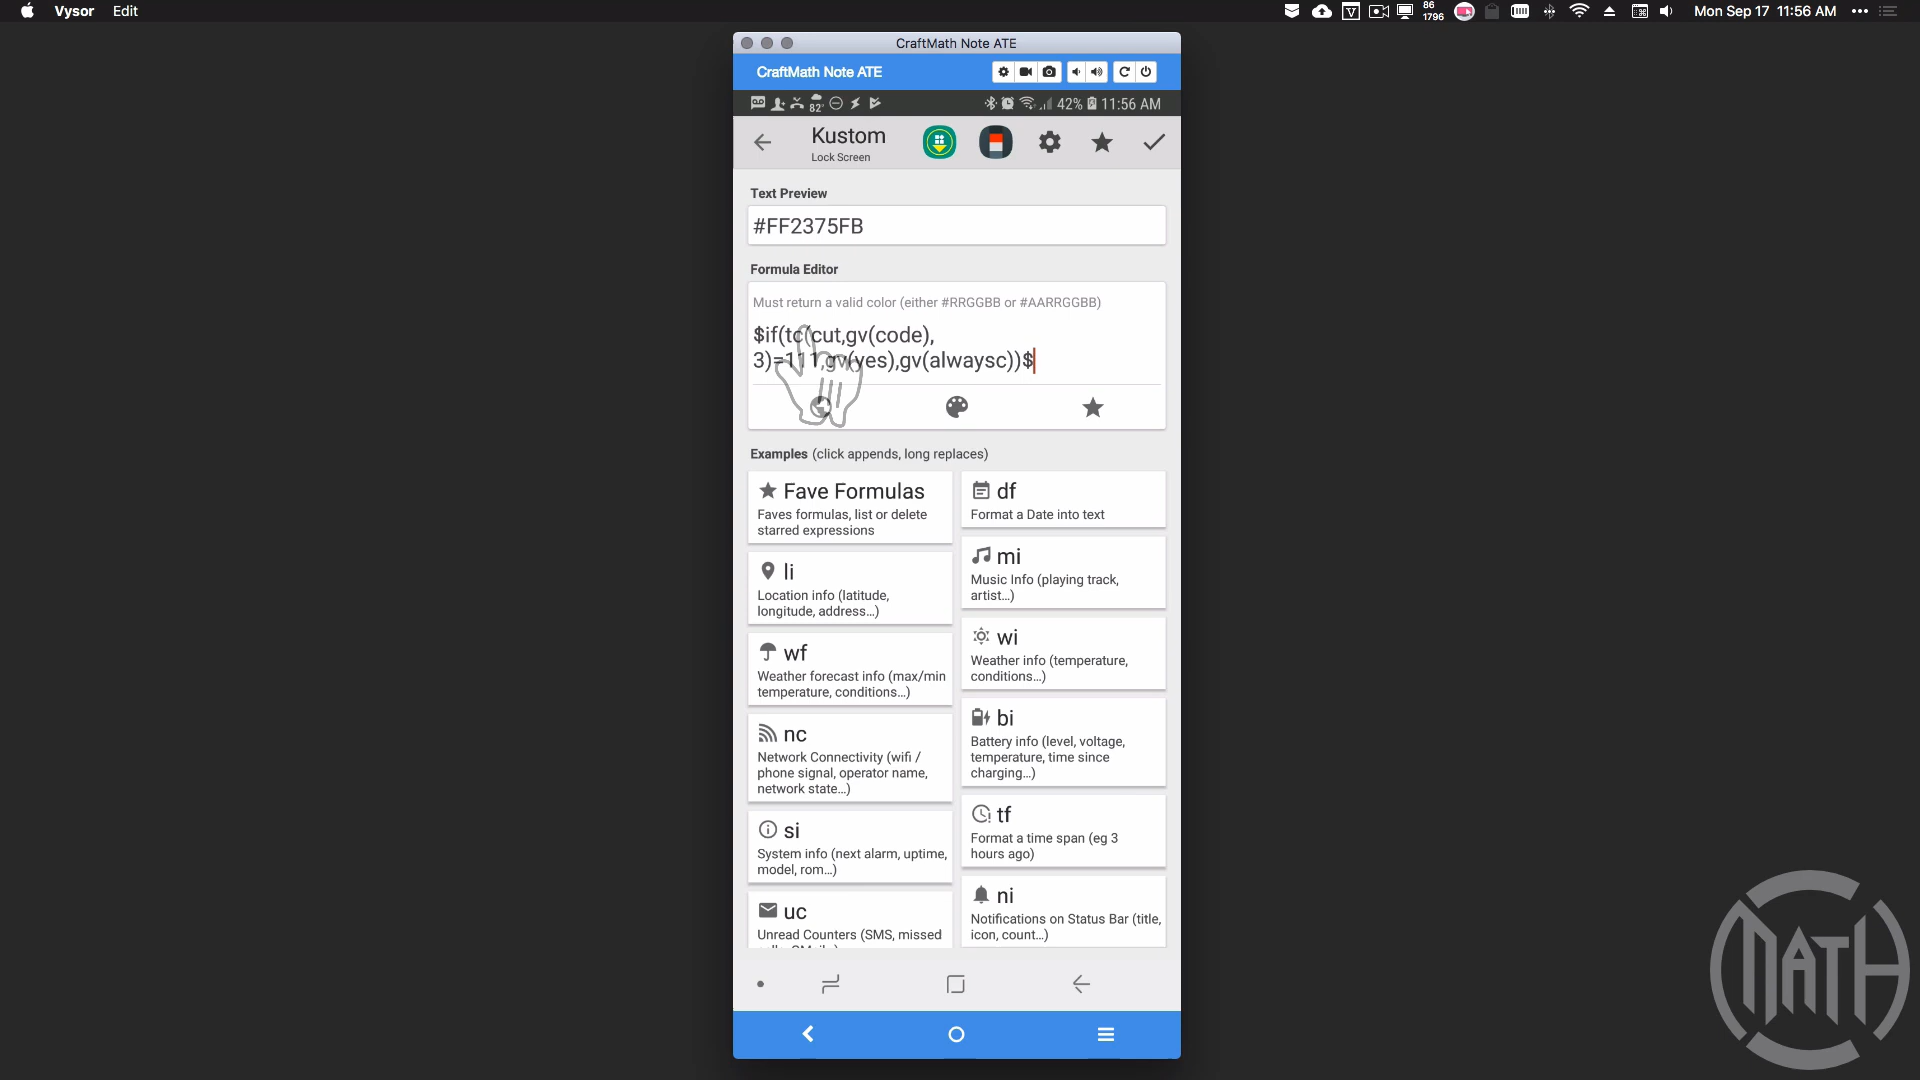 Vysor Edit
86
1796
Mon Sep 17 11:56 AM
CraftMath Note ATE
CraftMath Note ATE
82°
42% 11:56 AM
Kustom
Lock Screen
Text Preview
#FF2375FB
Formula Editor
Must return a valid color (either #RRGGBB or #AARRGGBB)
$if(tc(cut,gv(code),
3)=111,gv(yes),gv(alwaysc))$
Examples (click appends, long replaces)
Fave Formulas
Faves formulas, list or delete
starred expressions
df
Format a Date into text
li
Location info (latitude,
longitude, address...)
mi
Music Info (playing track,
artist...)
wf
Weather forecast info (max/min
temperature, conditions...)
wi
Weather info (temperature,
conditions...)
nc
Network Connectivity (wifi /
phone signal, operator name,
network state...)
bi
Battery info (level, voltage,
temperature, time since
charging...)
si
System info (next alarm, uptime,
model, rom...)
tf
Format a time span (eg 3
hours ago)
uc
Unread Counters (SMS, missed
ni
Notifications on Status Bar (title,
icon, count...)
MATH